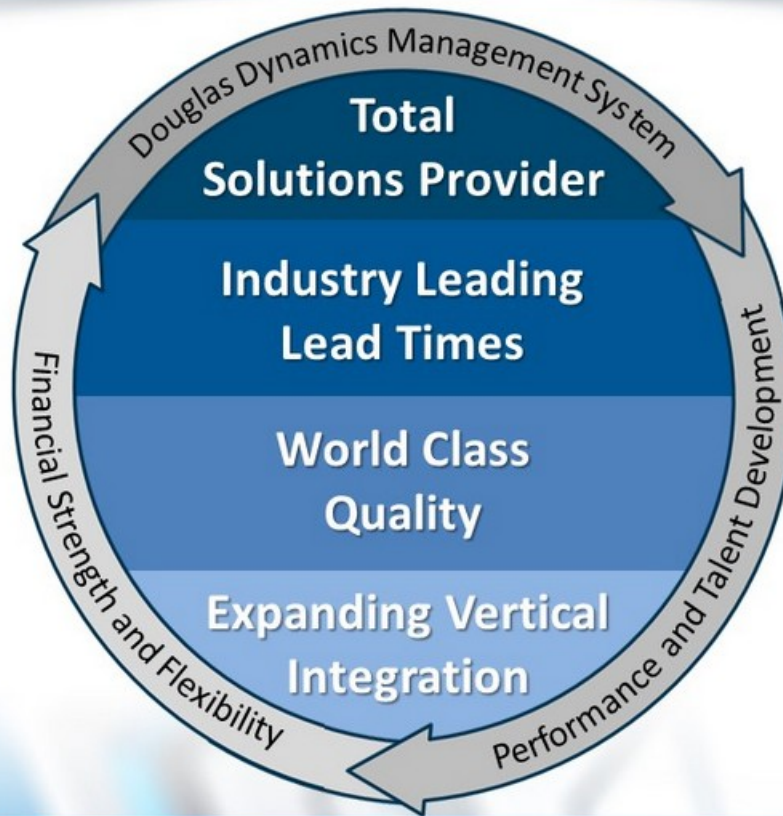 Douglas Dynamics Management System
Total
Solutions Provider
Industry Leading
Lead Times
World Class
Quality
Expanding Vertical
Integration
Performance and Talent Development
Financial Strength and Flexibility